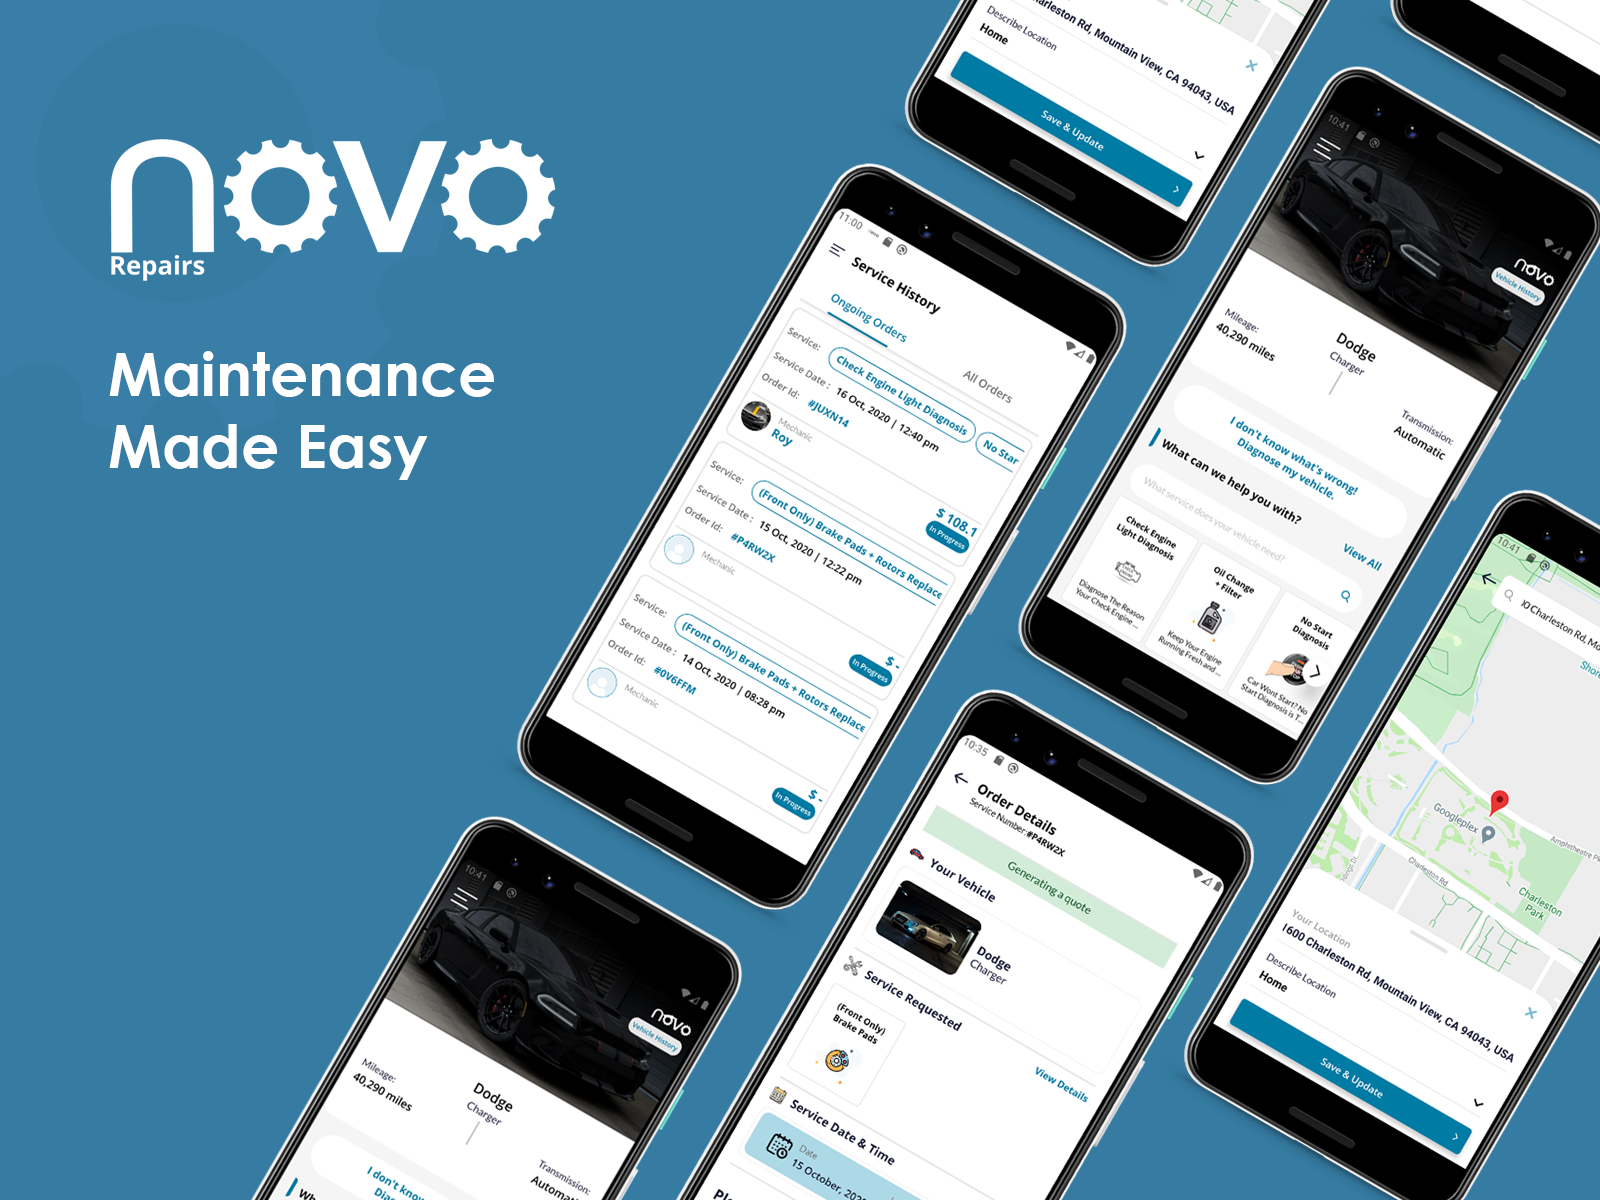 novo
Repairs
Maintenance
Made Easy
Charleston Rd, Mountain View, CA 94043, USA
Describe Location
Home
Save & Update
11:00
novo
Service History
Ongoing Orders
All Orders
Service:
Check Engine Light Diagnosis
No Star
Service Date :
16 Oct, 2020 | 12:40 pm
Order Id:
#JUXN14
Mechanic
Roy
$ 108.1
In Progress
Service:
(Front Only) Brake Pads + Rotors Replace
Service Date :
15 Oct, 2020 | 12:22 pm
Order Id:
#P4RW2X
Mechanic
$ -
In Progress
Service:
(Front Only) Brake Pads + Rotors Replace
Service Date :
14 Oct, 2020 | 08:28 pm
Order Id:
#0V6FFM
Mechanic
$ -
In Progress
10:41
novo
Vehicle History
Mileage:
40,290 miles
Dodge
Charger
Transmission:
Automatic
I don't know what's wrong!
Diagnose my vehicle.
What can we help you with?
What service does your vehicle need?
View All
Check Engine
Light Diagnosis
Diagnose The Reason
Your Check Engine ...
Oil Change
+ Filter
Keep Your Engine
Running Fresh and ...
No Start
Diagnosis
Car Wont Start? No
Start Diagnosis is T...
10:41
novo
Vehicle History
Mileage:
40,290 miles
Dodge
Charger
Transmission:
Automatic
I don't know
10:35
Order Details
Service Number:#P4RW2X
Generating a quote
Your Vehicle
Dodge
Charger
Service Requested
(Front Only)
Brake Pads
View Details
Service Date & Time
Date
15 October, 202
10:41
Charleston Rd, Mo
Shore
Googleplex
Amphitheatre
Charleston Rd
Charleston
Park
Your Location
1600 Charleston Rd, Mountain View, CA 94043, USA
Describe Location
Home
Save & Update